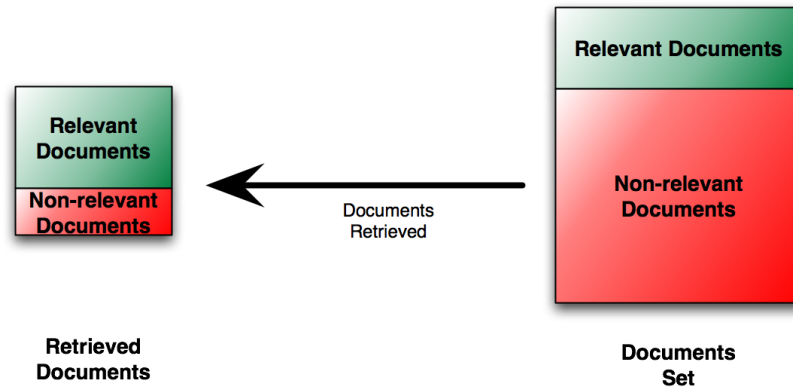 Relevant
Documents
Non-relevant
Documents
Retrieved
Documents
Documents
Retrieved
Relevant Documents
Non-relevant
Documents
Documents
Set